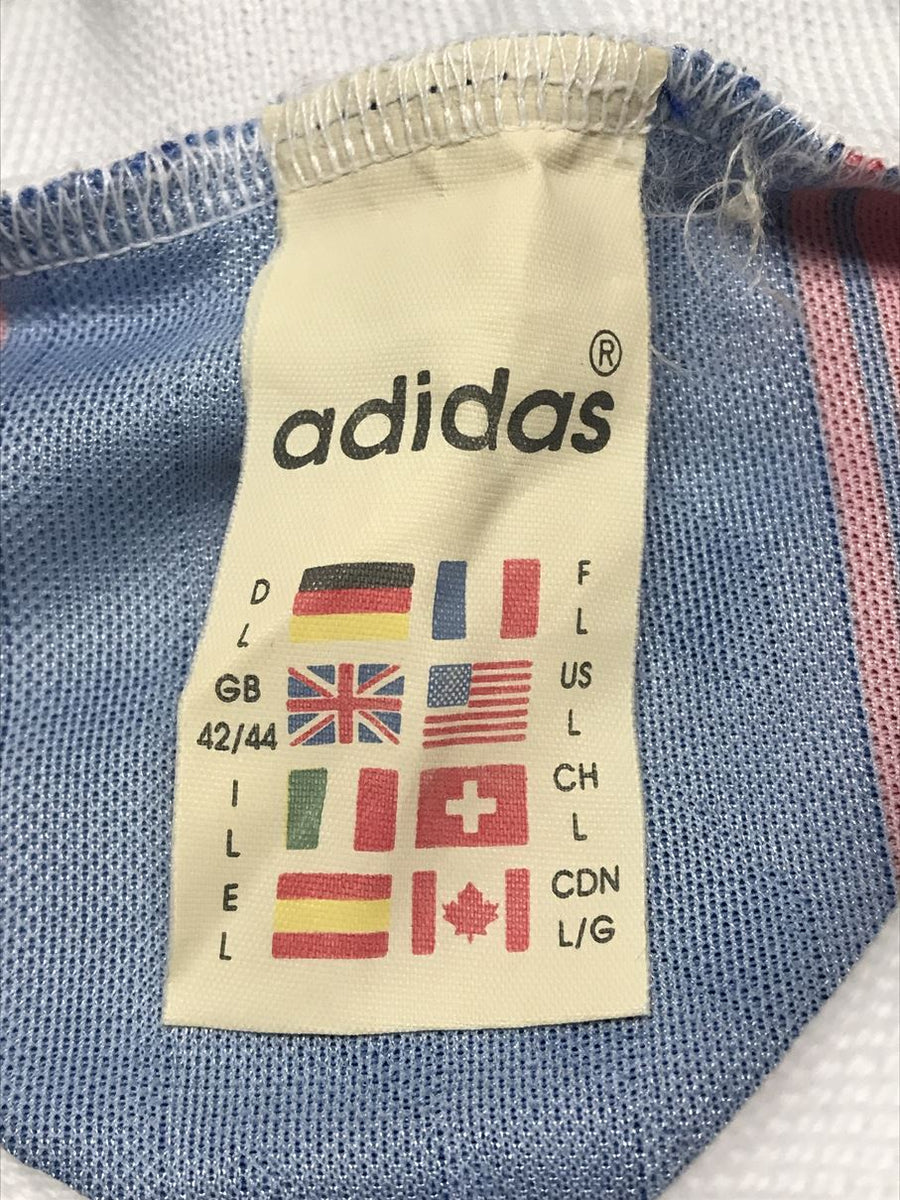 adidas®
D F
L L
GB US
42/44 L
I CH
L L
E CDN
L L/G